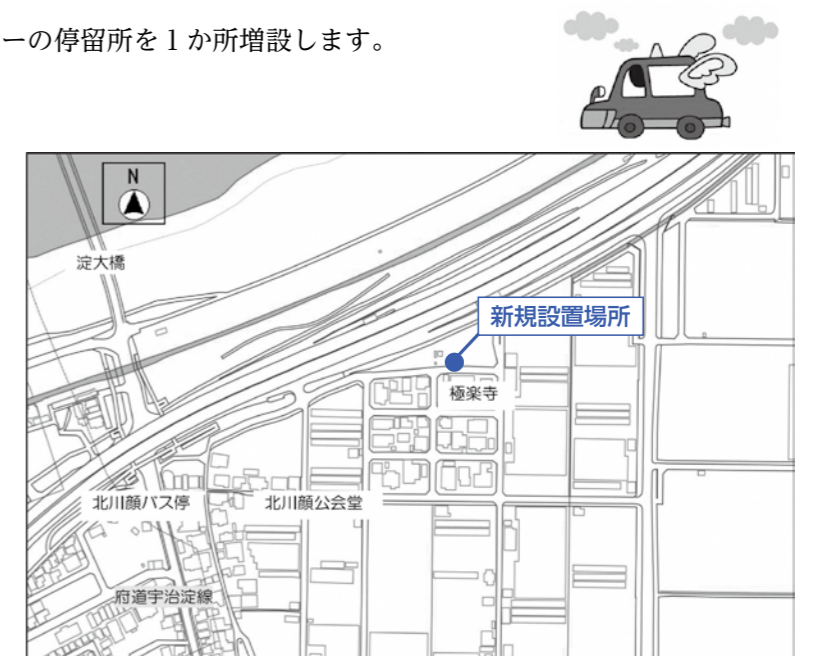 ーの停留所を１か所増設します。
N
淀大橋
新規設置場所
極楽寺
北川顔バス停
北川顔公会堂
府道宇治淀線